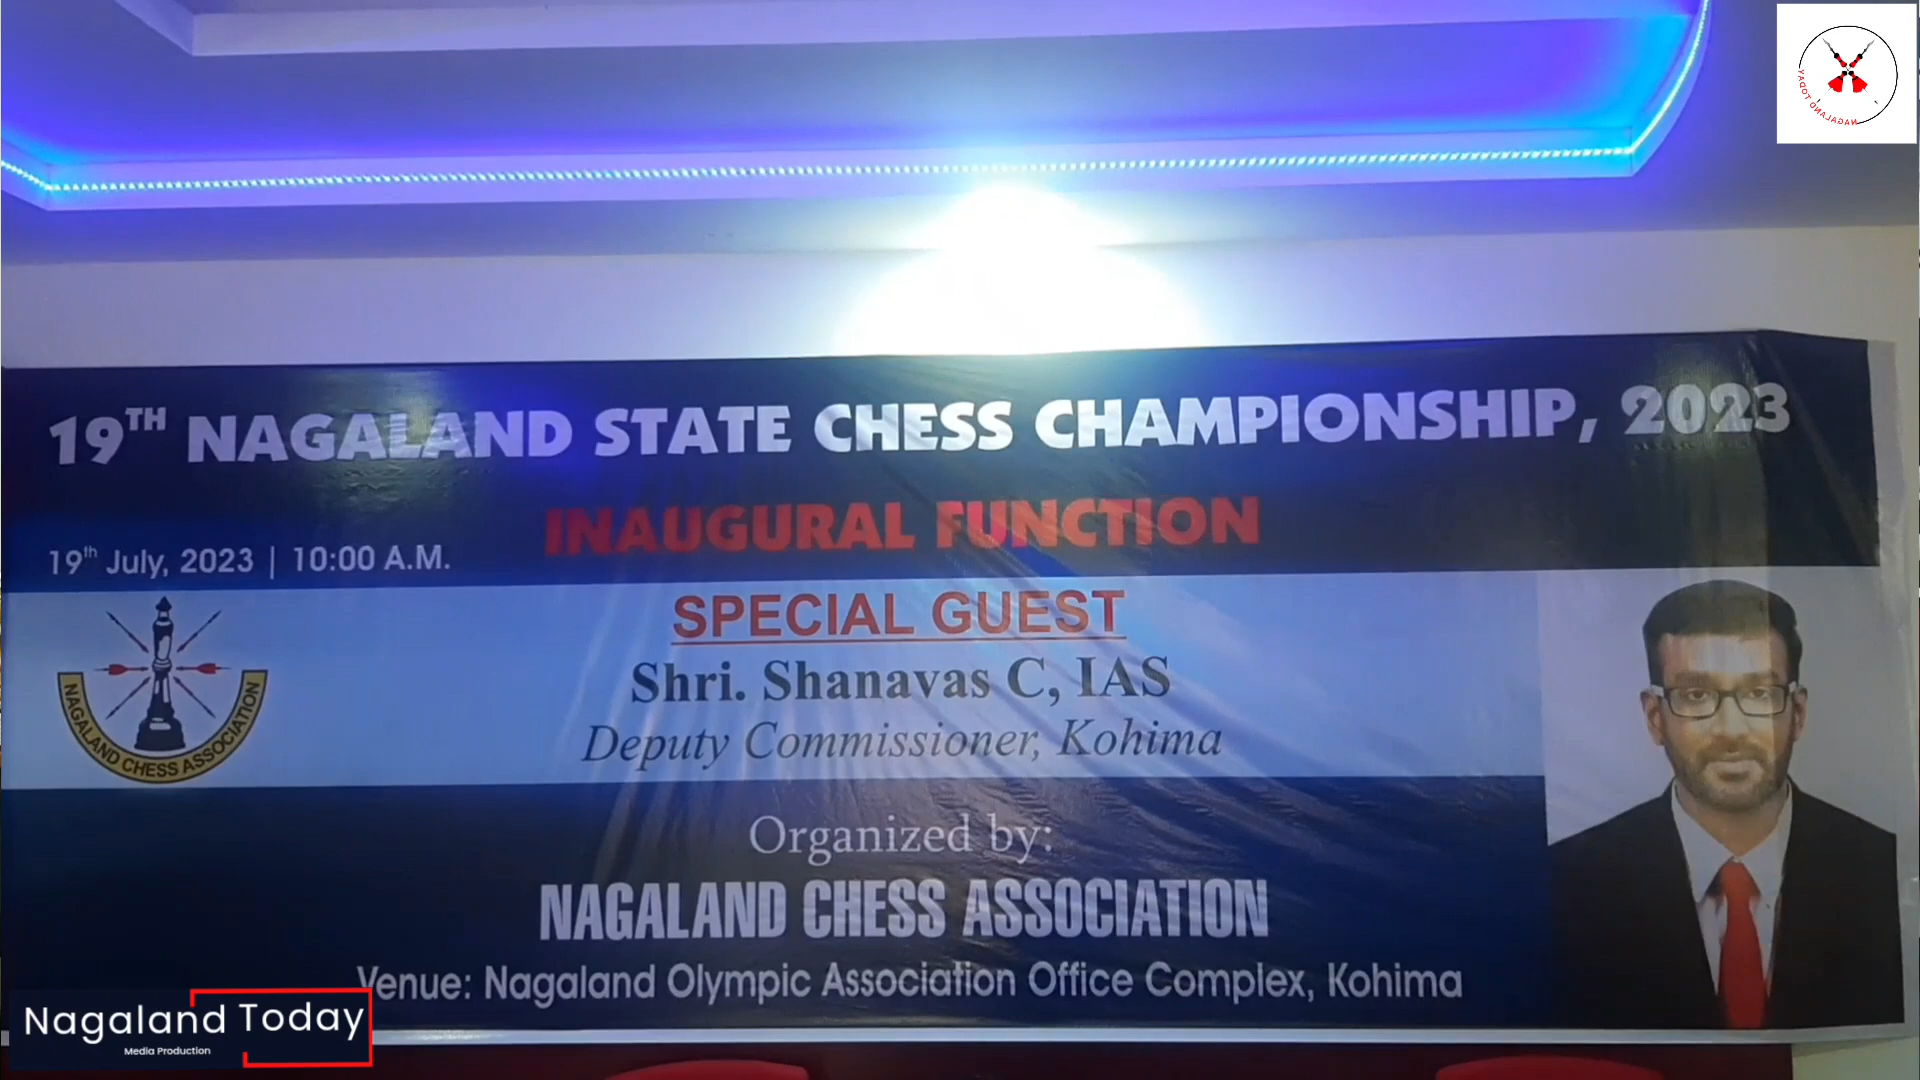 NAGALAND TODAY
19TH NAGALAND STATE CHESS CHAMPIONSHIP, 2023
INAUGURAL FUNCTION
19th July, 2023 | 10:00 A.M.
SPECIAL GUEST
Shri. Shanavas C, IAS
Deputy Commissioner, Kohima
NAGALAND CHESS ASSOCIATION
Organized by:
NAGALAND CHESS ASSOCIATION
Venue: Nagaland Olympic Association Office Complex, Kohima
Nagaland Today
Media Production